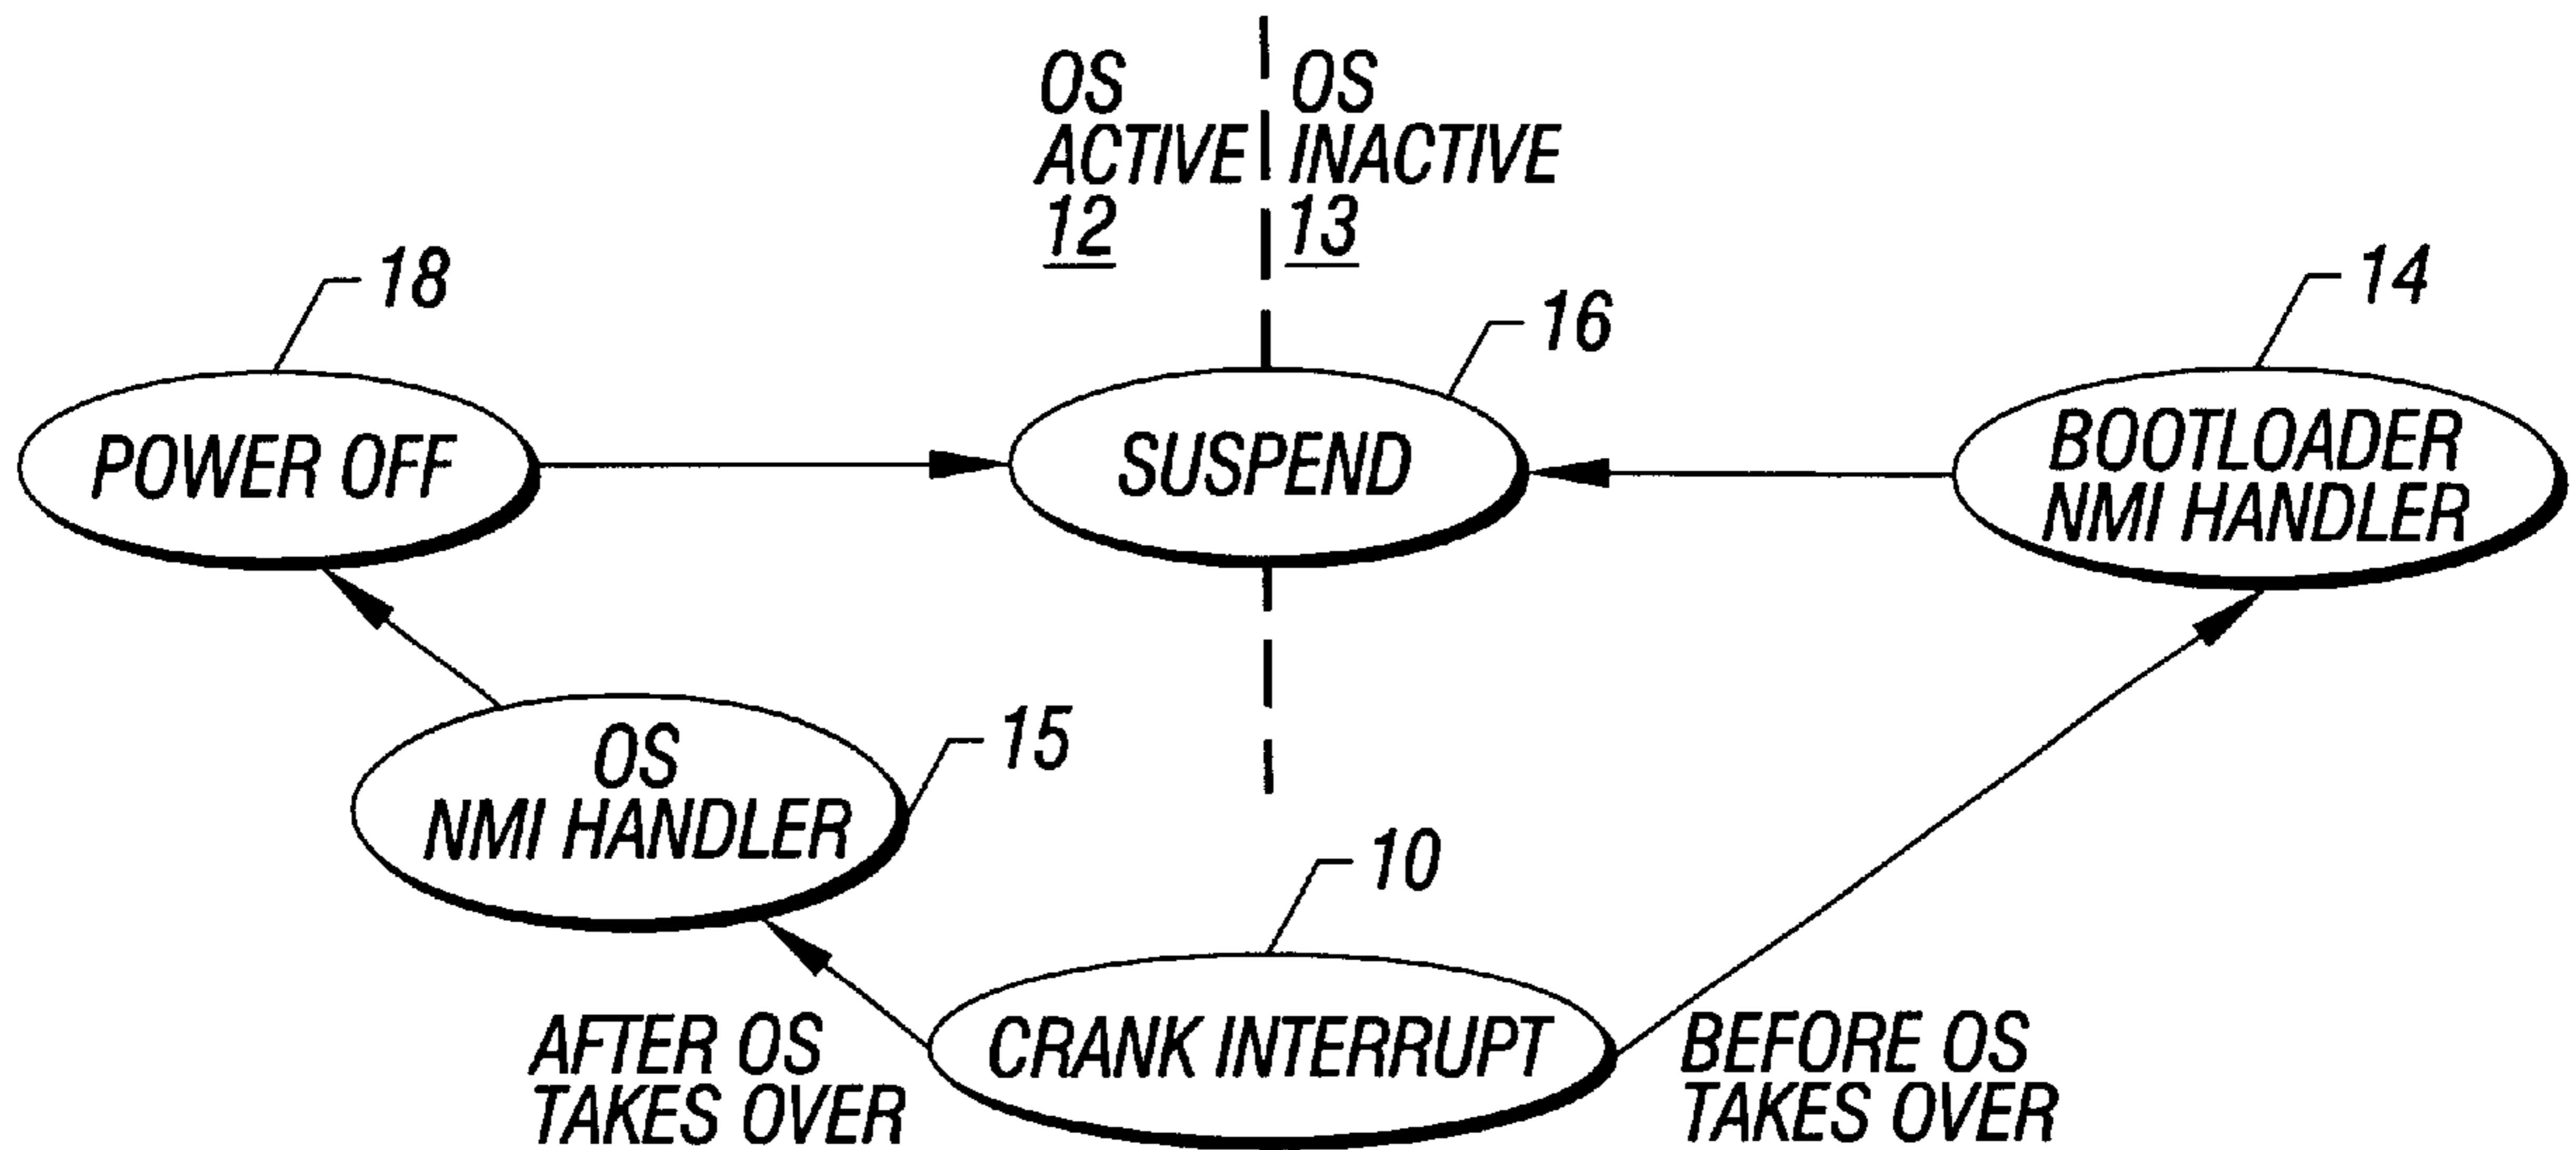 OS
ACTIVE
12
OS
INACTIVE
13
18
16
14
POWER OFF
SUSPEND
BOOTLOADER
NMI HANDLER
15
OS
NMI HANDLER
10
CRANK INTERRUPT
AFTER OS
TAKES OVER
BEFORE OS
TAKES OVER